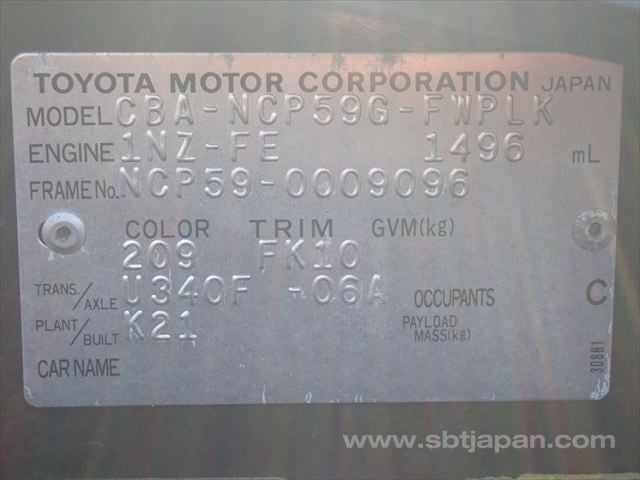 TOYOTA MOTOR CORPORATION JAPAN
MODEL CBA-NCP59G-FWPLK
ENGINE 1NZ-FE 1496 mL
FRAME No. NCP59-0009096
COLOR TRIM GVM(kg)
209 FK10
TRANS./AXLE U340F -06A OCCUPANTS C
PLANT/BUILT K21 PAYLOAD MASS(kg)
CAR NAME
30881
www.sbtjapan.com